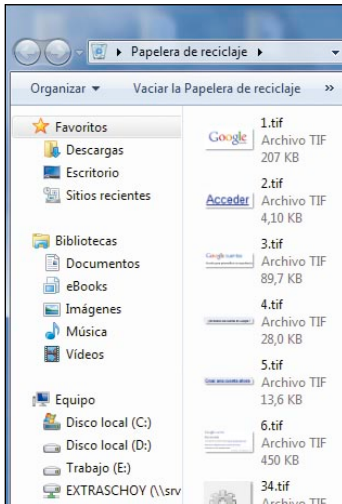 Papelera de reciclaje
Organizar
Vaciar la Papelera de reciclaje
»
Favoritos
Descargas
Escritorio
Sitios recientes
Bibliotecas
Documentos
eBooks
Imágenes
Música
Vídeos
Equipo
Disco local (C:)
Disco local (D:)
Trabajo (E:)
EXTRASCHOY (\\srv
Google
1.tif
Archivo TIF
207 KB
Acceder
2.tif
Archivo TIF
4,10 KB
3.tif
Archivo TIF
89,7 KB
4.tif
Archivo TIF
28,0 KB
5.tif
Archivo TIF
13,6 KB
6.tif
Archivo TIF
450 KB
34.tif
Archivo TIF